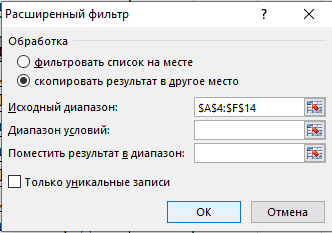 Расширенный фильтр
Обработка
фильтровать список на месте
скопировать результат в другое место
Исходный диапазон: $A$4:$F$14
Диапазон условий:
Поместить результат в диапазон:
Только уникальные записи
ОК Отмена